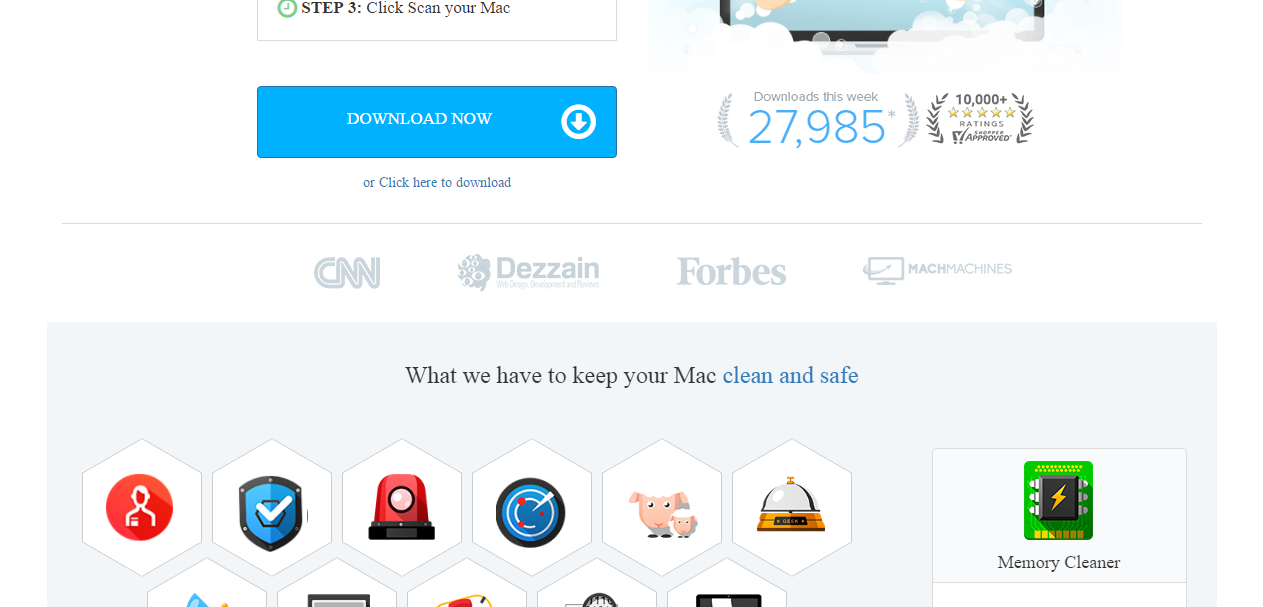 STEP 3: Click Scan your Mac
DOWNLOAD NOW
or Click here to download
Downloads this week
27,985*
10,000+
RATINGS
SHOPPER
APPROVED
CNN
Dezzain
Web Design, Development and Reviews
Forbes
MACHMACHINES
What we have to keep your Mac clean and safe
GEEK
Memory Cleaner